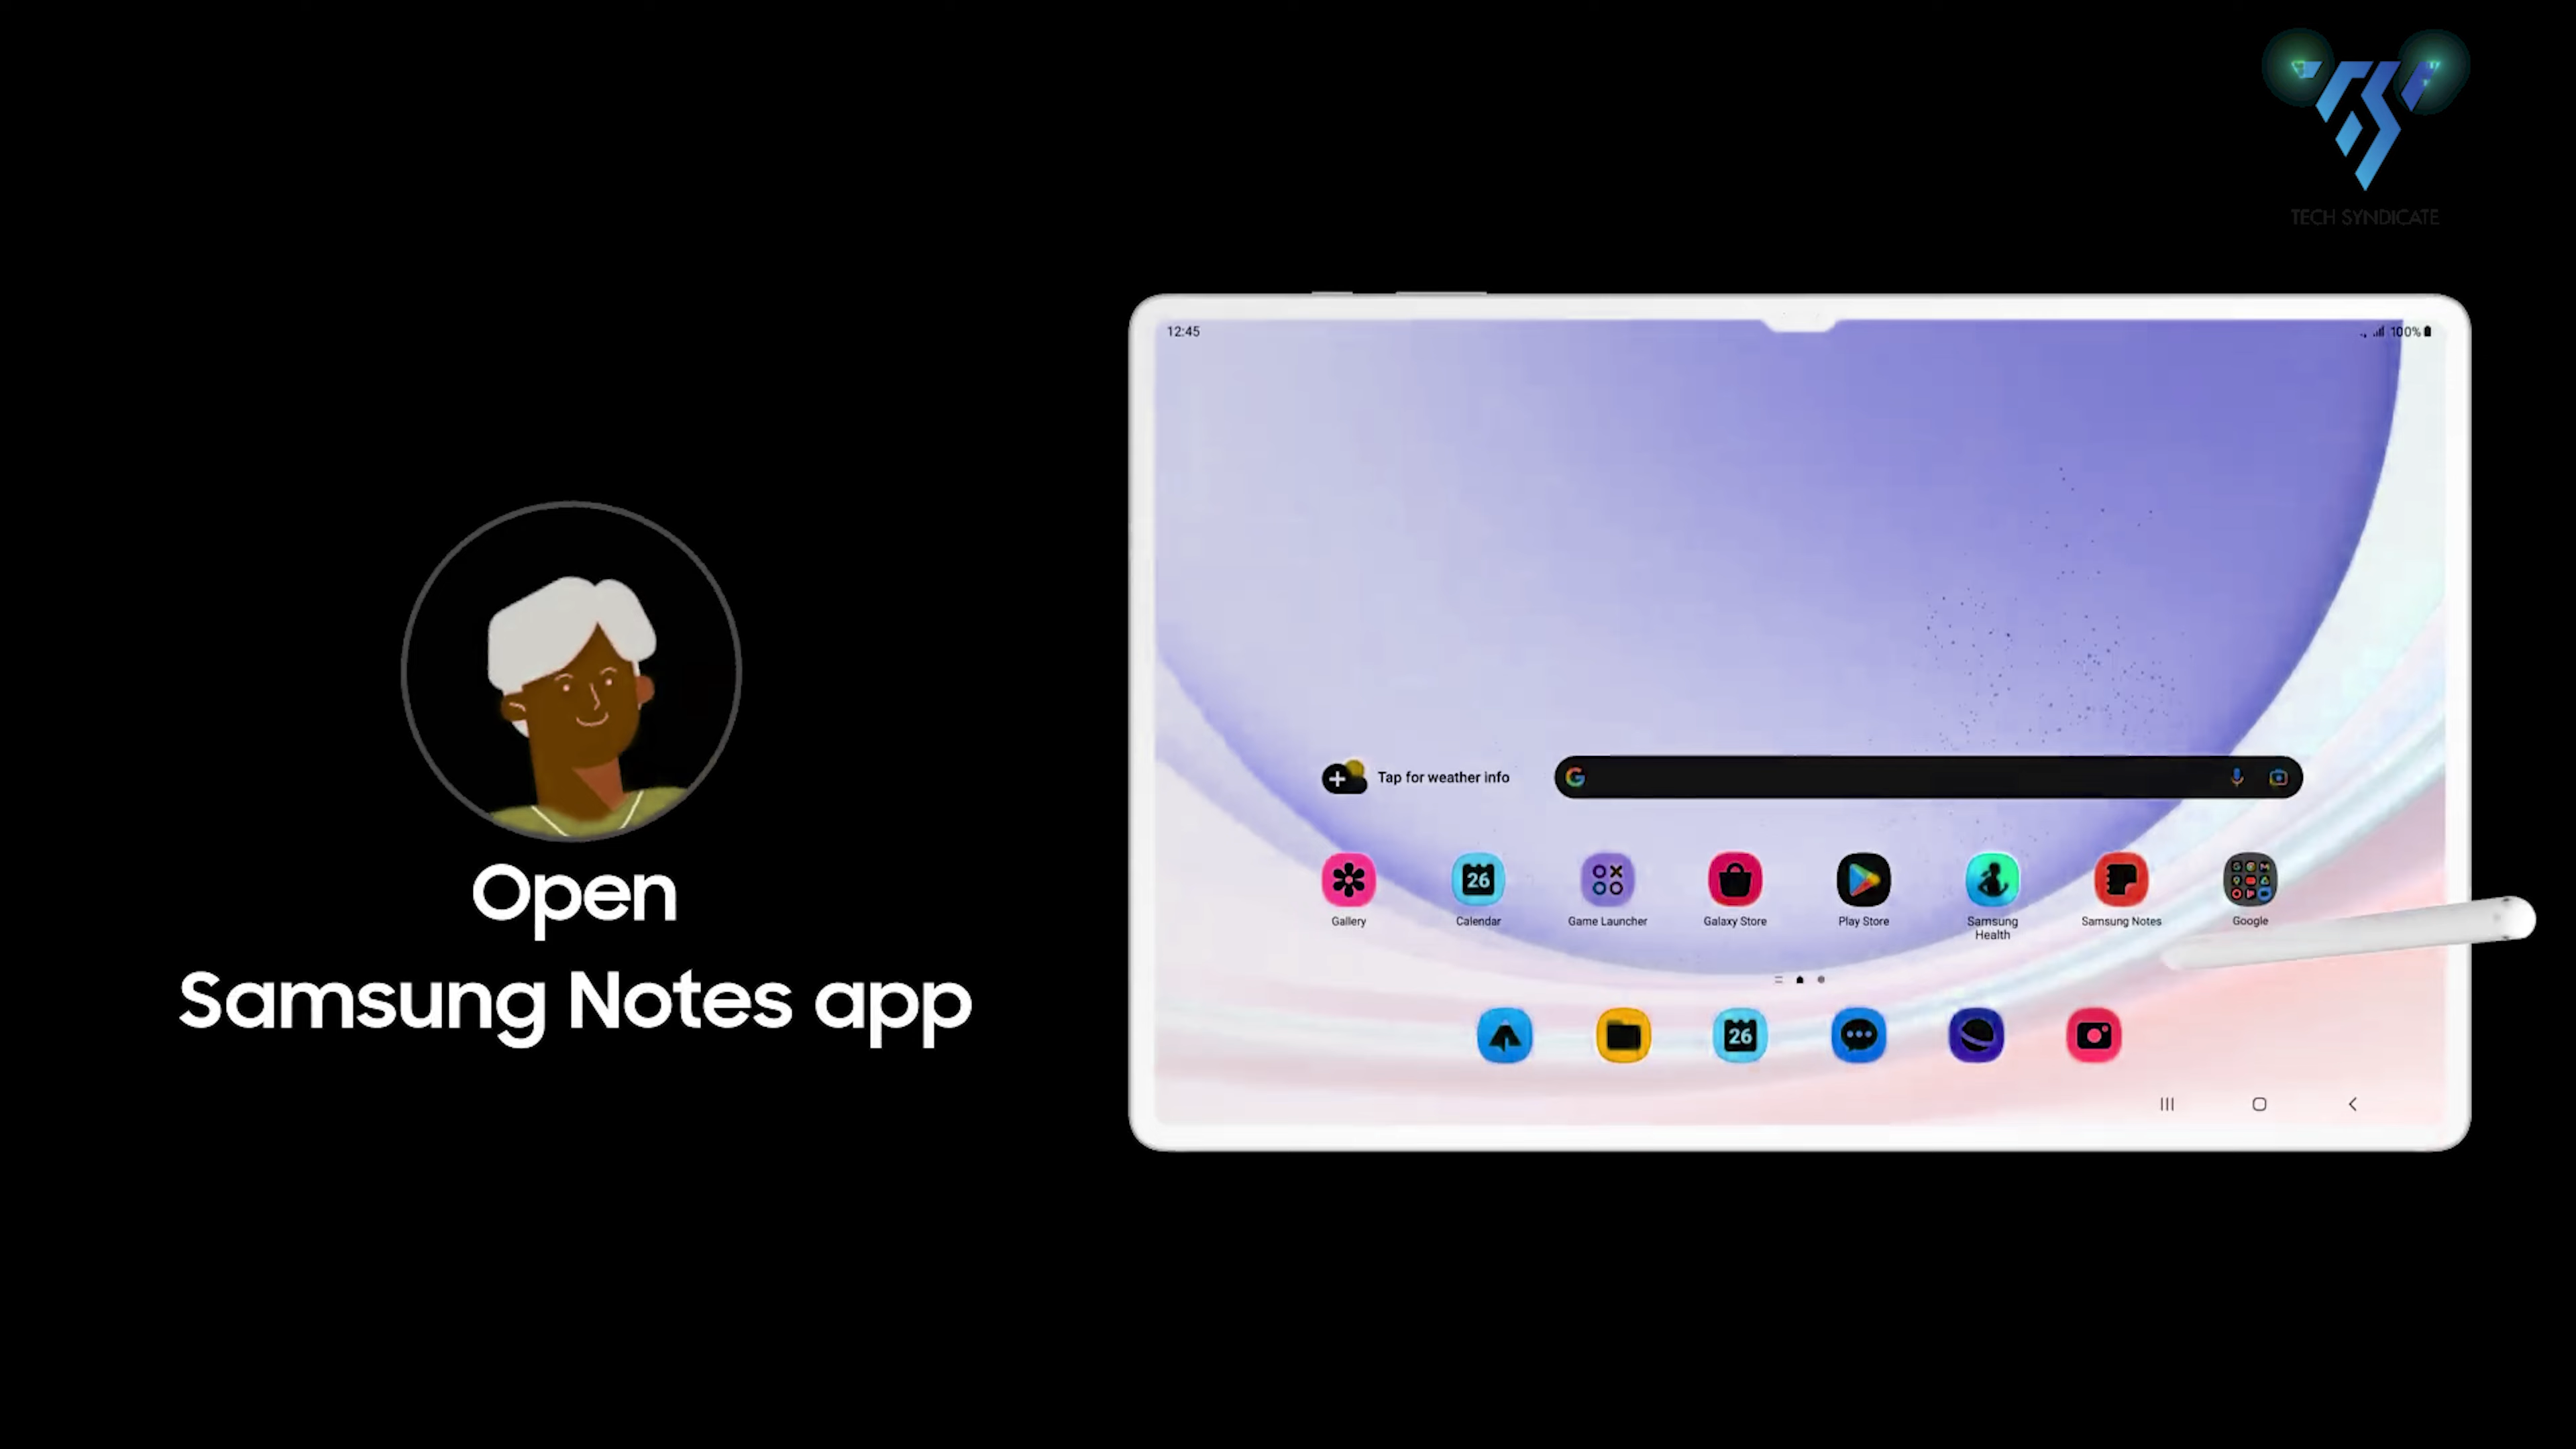 TECH SYNDICATE
12:45
100%
Tap for weather info
Open
Samsung Notes app
26
Gallery
Calendar
Game Launcher
Galaxy Store
Play Store
Samsung
Health
Samsung Notes
Google
26